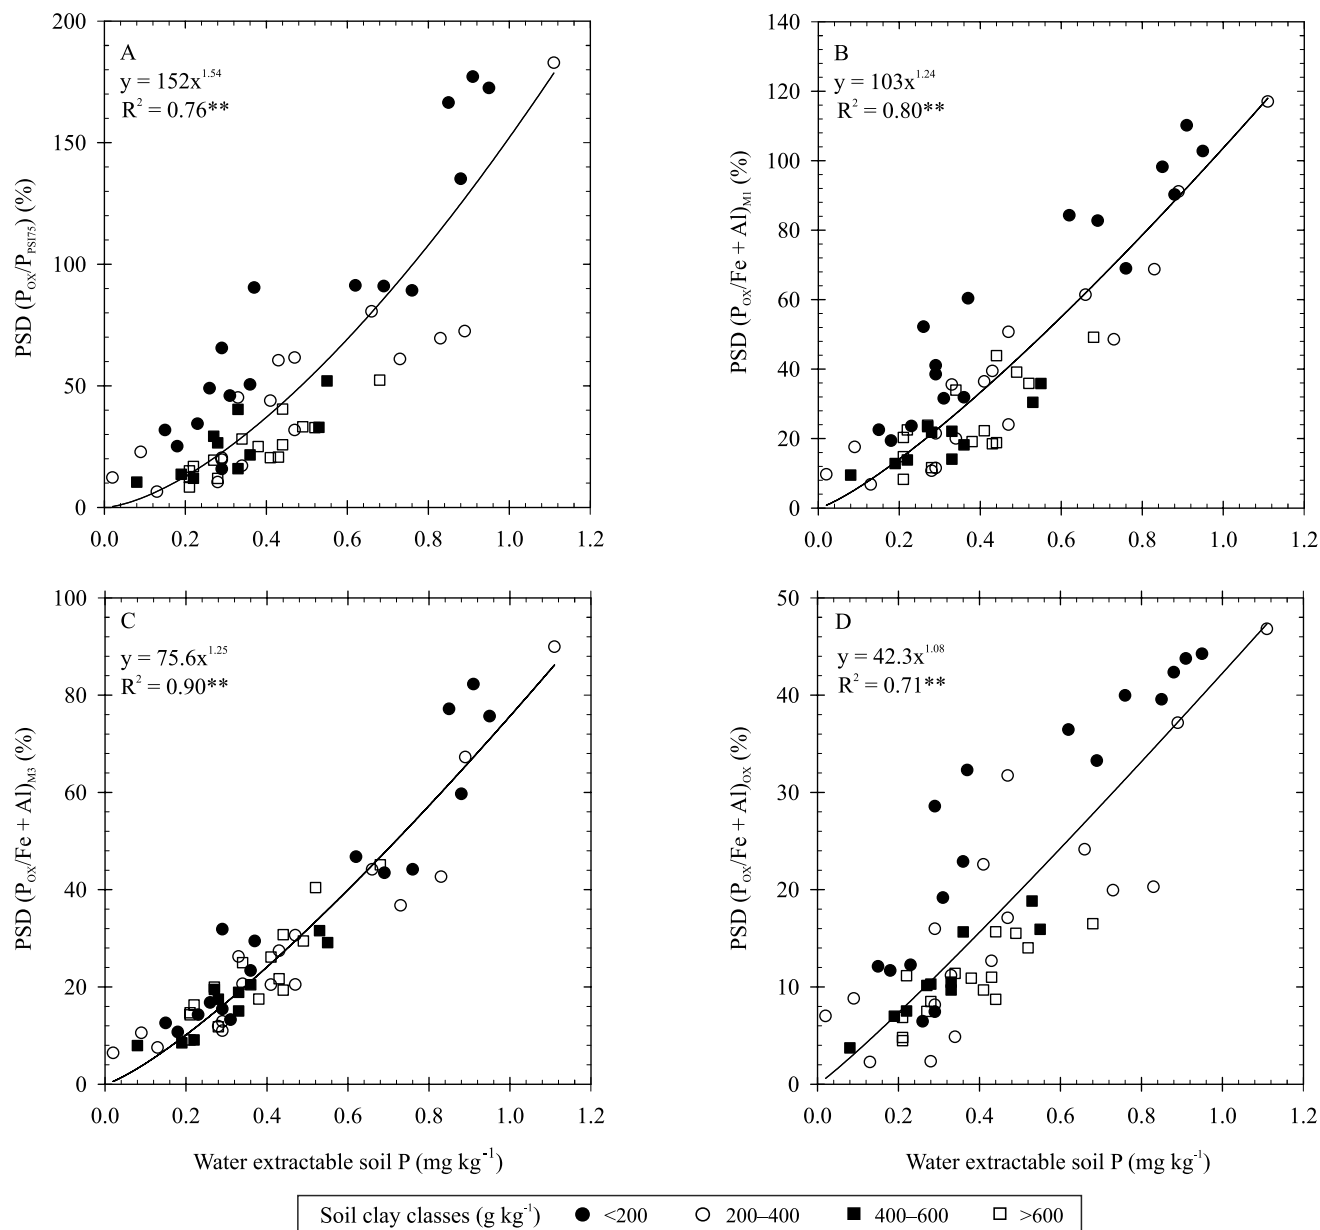 A
y = 152x^1.54
R² = 0.76**
PSD (P_OX/P_PSI75) (%)
200
150
100
50
0
0.0 0.2 0.4 0.6 0.8 1.0 1.2
B
y = 103x^1.24
R² = 0.80**
PSD (P_OX/Fe + Al)_M1 (%)
140
120
100
80
60
40
20
0
0.0 0.2 0.4 0.6 0.8 1.0 1.2
C
y = 75.6x^1.25
R² = 0.90**
PSD (P_OX/Fe + Al)_M3 (%)
100
80
60
40
20
0
0.0 0.2 0.4 0.6 0.8 1.0 1.2
Water extractable soil P (mg kg⁻¹)
D
y = 42.3x^1.08
R² = 0.71**
PSD (P_OX/Fe + Al)_OX (%)
50
40
30
20
10
0
0.0 0.2 0.4 0.6 0.8 1.0 1.2
Water extractable soil P (mg kg⁻¹)
Soil clay classes (g kg⁻¹) <200 200–400 400–600 >600